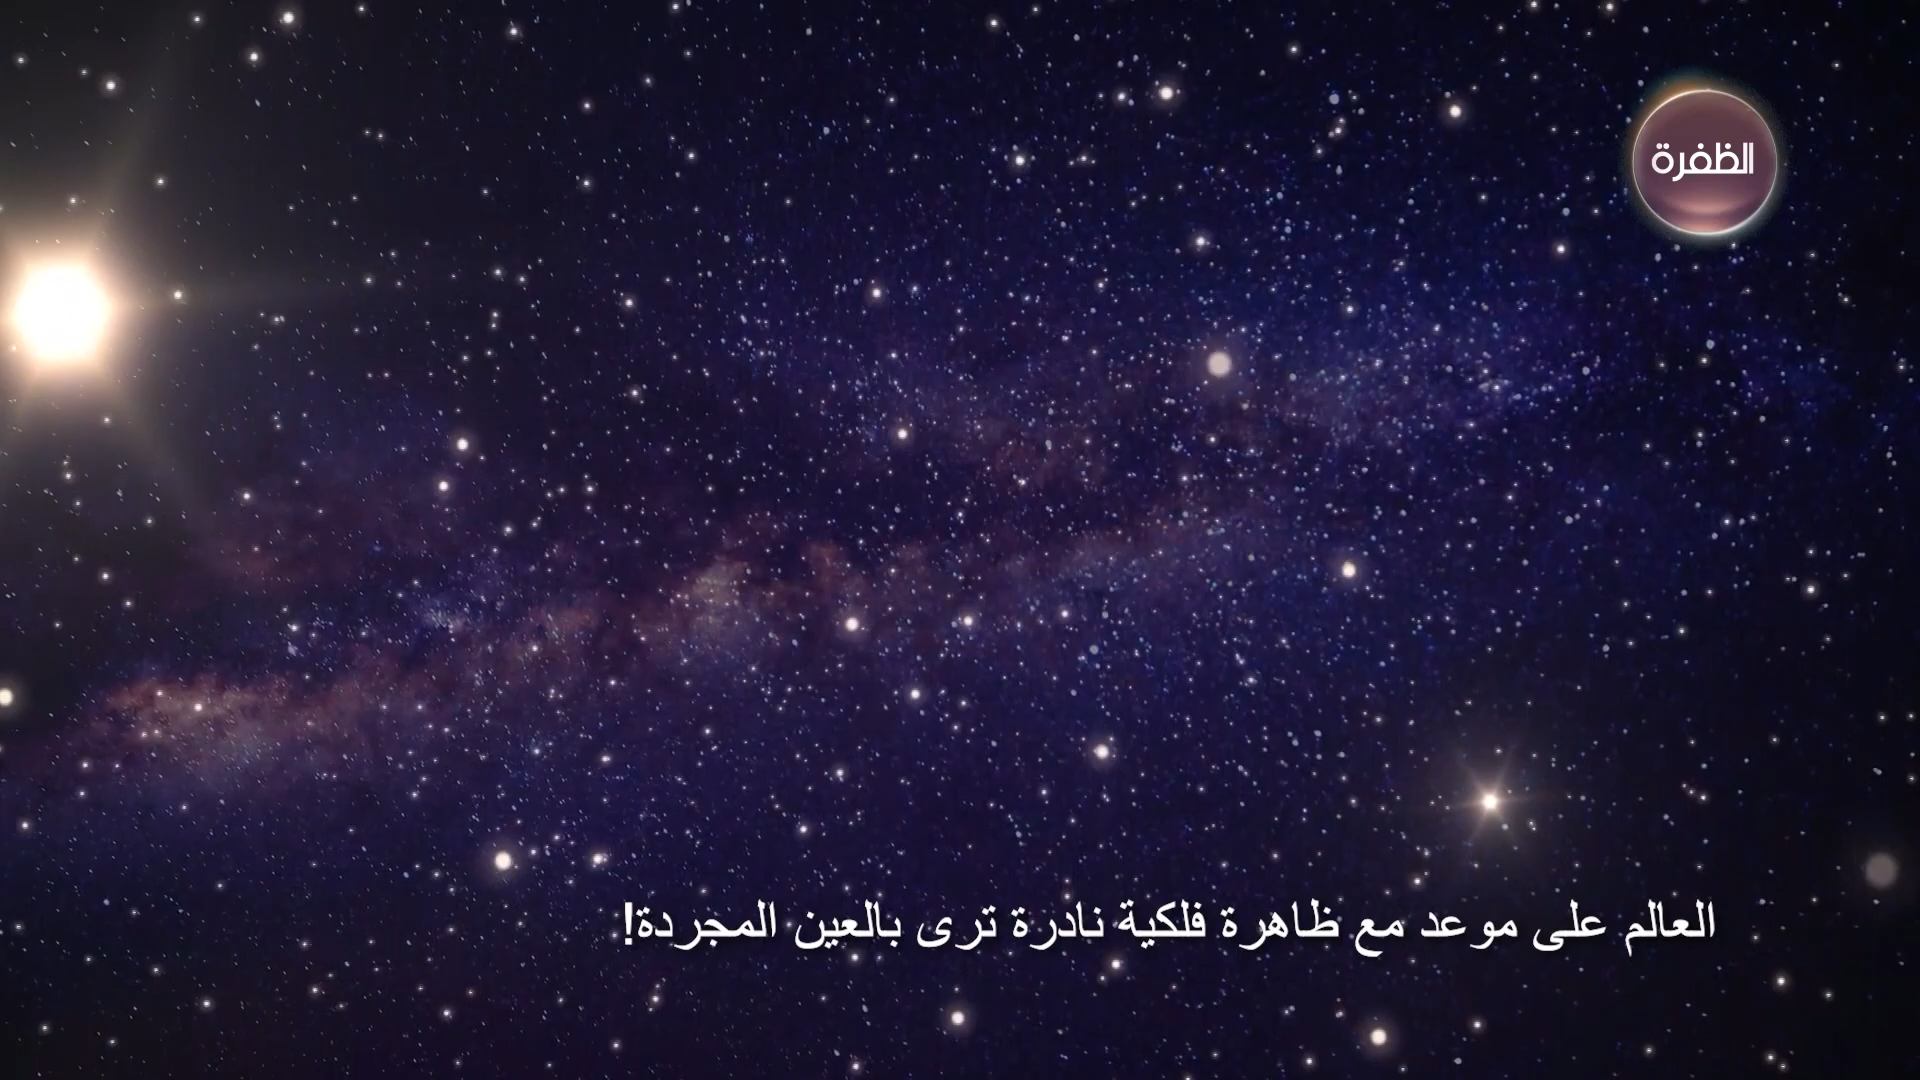 الظفرة
العالم على موعد مع ظاهرة فلكية نادرة ترى بالعين المجردة!